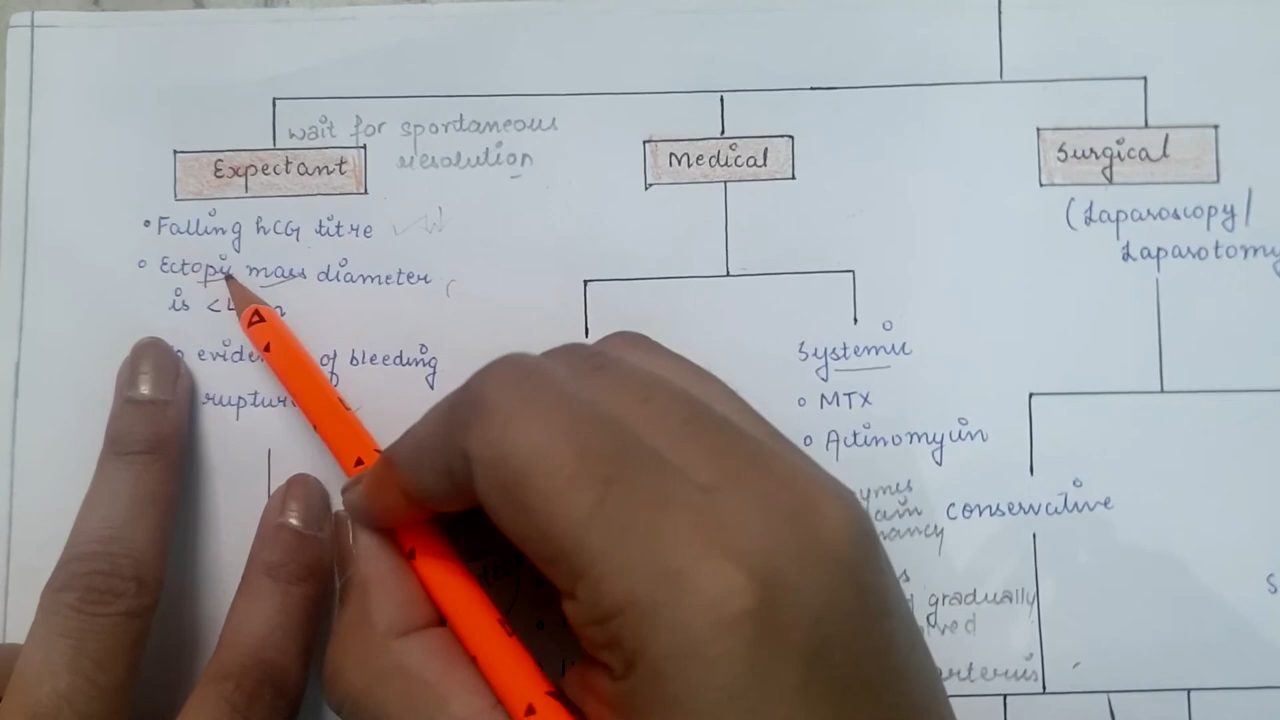 wait for spontaneous
resolution
Expectant
• Falling hCG titre
• Ectopic mass diameter
is <
evide of bleeding
ruptur
Medical
Systemic
• MTX
• Actinomycin
gradually
Surgical
(Laparoscopy/
Laparotomy
conservative